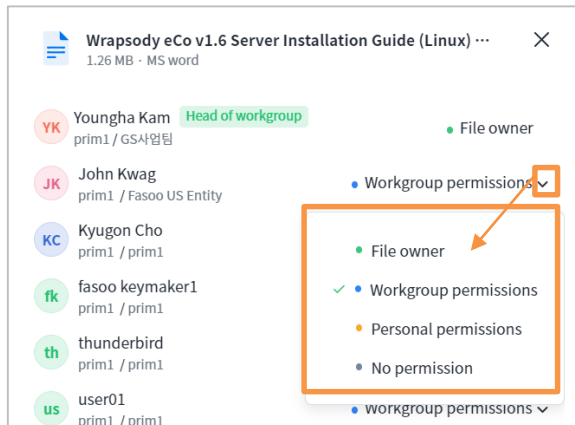 Wrapsody eCo v1.6 Server Installation Guide (Linux) ···
1.26 MB · MS word
YK
Youngha Kam Head of workgroup
prim1 / GS사업팀
File owner
JK
John Kwag
prim1 / Fasoo US Entity
Workgroup permissions
KC
Kyugon Cho
prim1 / prim1
File owner
fk
fasoo keymaker1
prim1 / prim1
Workgroup permissions
Personal permissions
th
thunderbird
prim1 / prim1
No permission
us
user01
prim1 / prim1
Workgroup permissions